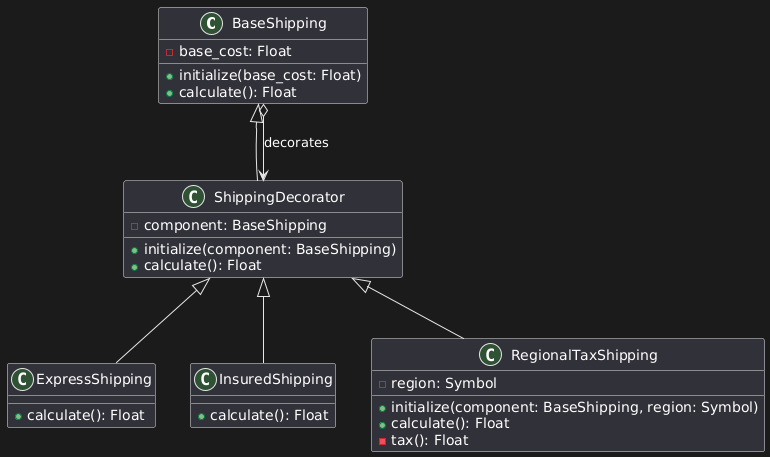 C BaseShipping
base_cost: Float
initialize(base_cost: Float)
calculate(): Float
decorates
C ShippingDecorator
component: BaseShipping
initialize(component: BaseShipping)
calculate(): Float
C ExpressShipping
calculate(): Float
C InsuredShipping
calculate(): Float
C RegionalTaxShipping
region: Symbol
initialize(component: BaseShipping, region: Symbol)
calculate(): Float
tax(): Float